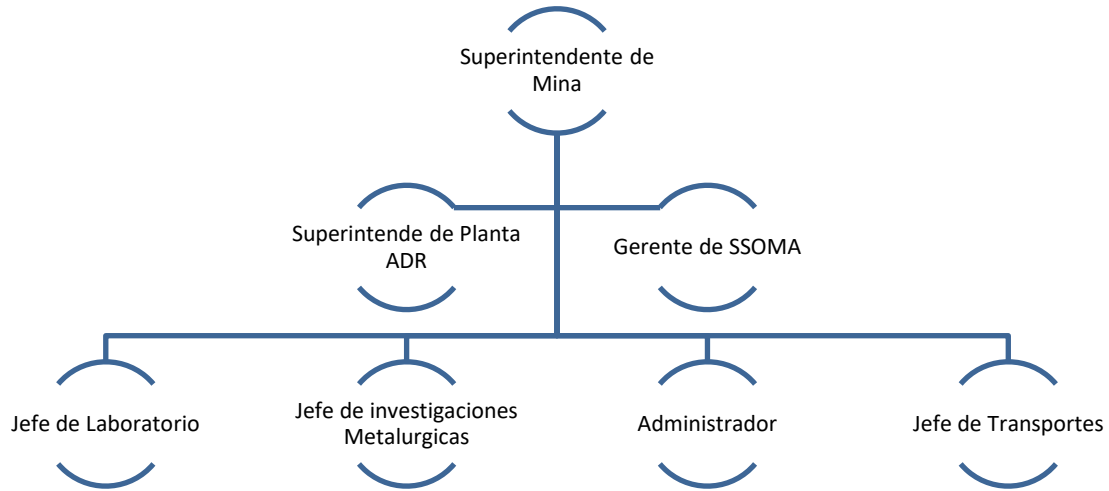 Superintendente de
Mina
Superintende de Planta
ADR
Gerente de SSOMA
Jefe de Laboratorio
Jefe de investigaciones
Metalurgicas
Administrador
Jefe de Transportes